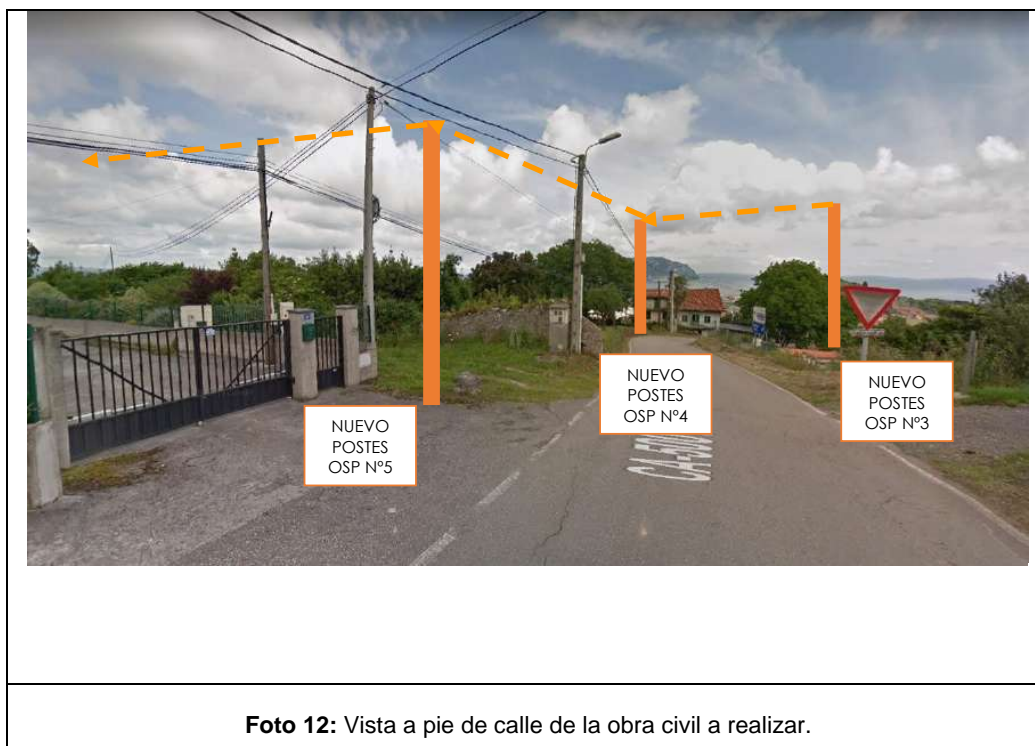 NUEVO
POSTES
OSP Nº5
NUEVO
POSTES
OSP Nº4
NUEVO
POSTES
OSP Nº3
Foto 12: Vista a pie de calle de la obra civil a realizar.